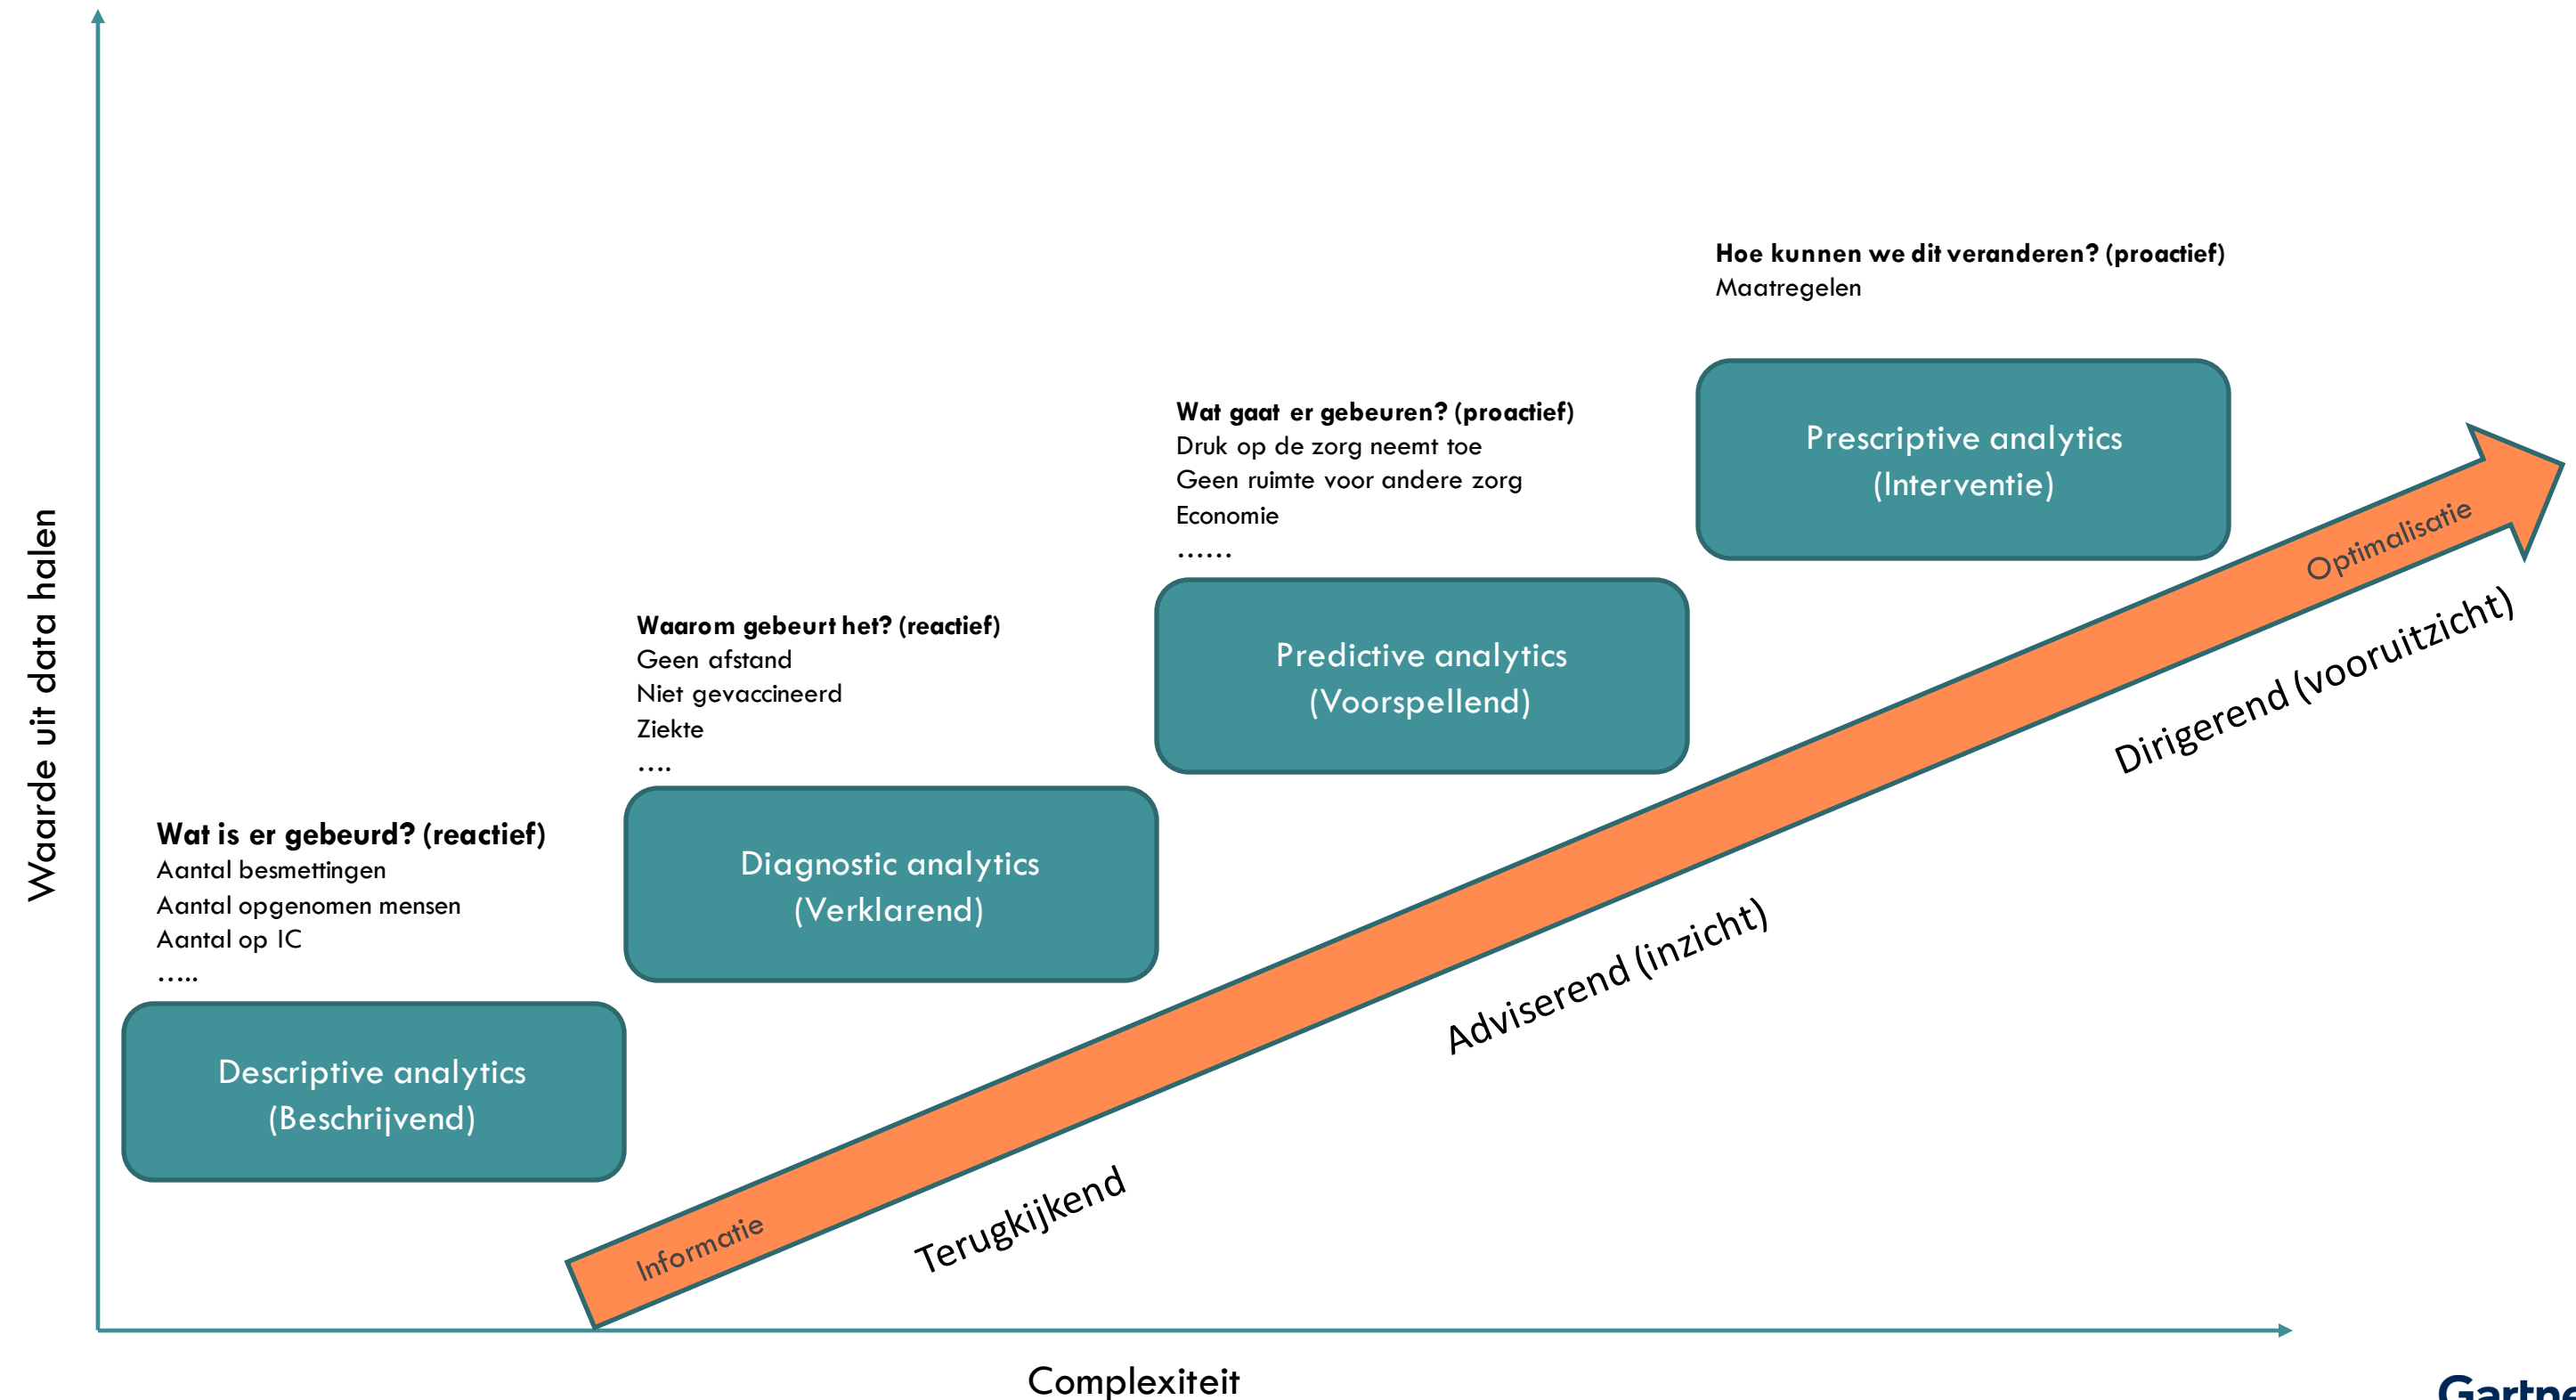 Hoe kunnen we dit veranderen? (proactief)
Maatregelen
Prescriptive analytics
(Interventie)
Wat gaat er gebeuren? (proactief)
Druk op de zorg neemt toe
Geen ruimte voor andere zorg
Economie
......
Predictive analytics
(Voorspellend)
Waarom gebeurt het? (reactief)
Geen afstand
Niet gevaccineerd
Ziekte
....
Diagnostic analytics
(Verklarend)
Wat is er gebeurd? (reactief)
Aantal besmettingen
Aantal opgenomen mensen
Aantal op IC
.....
Descriptive analytics
(Beschrijvend)
Waarde uit data halen
Informatie
Optimalisatie
Terugkijkend
Adviserend (inzicht)
Dirigerend (vooruitzicht)
Complexiteit